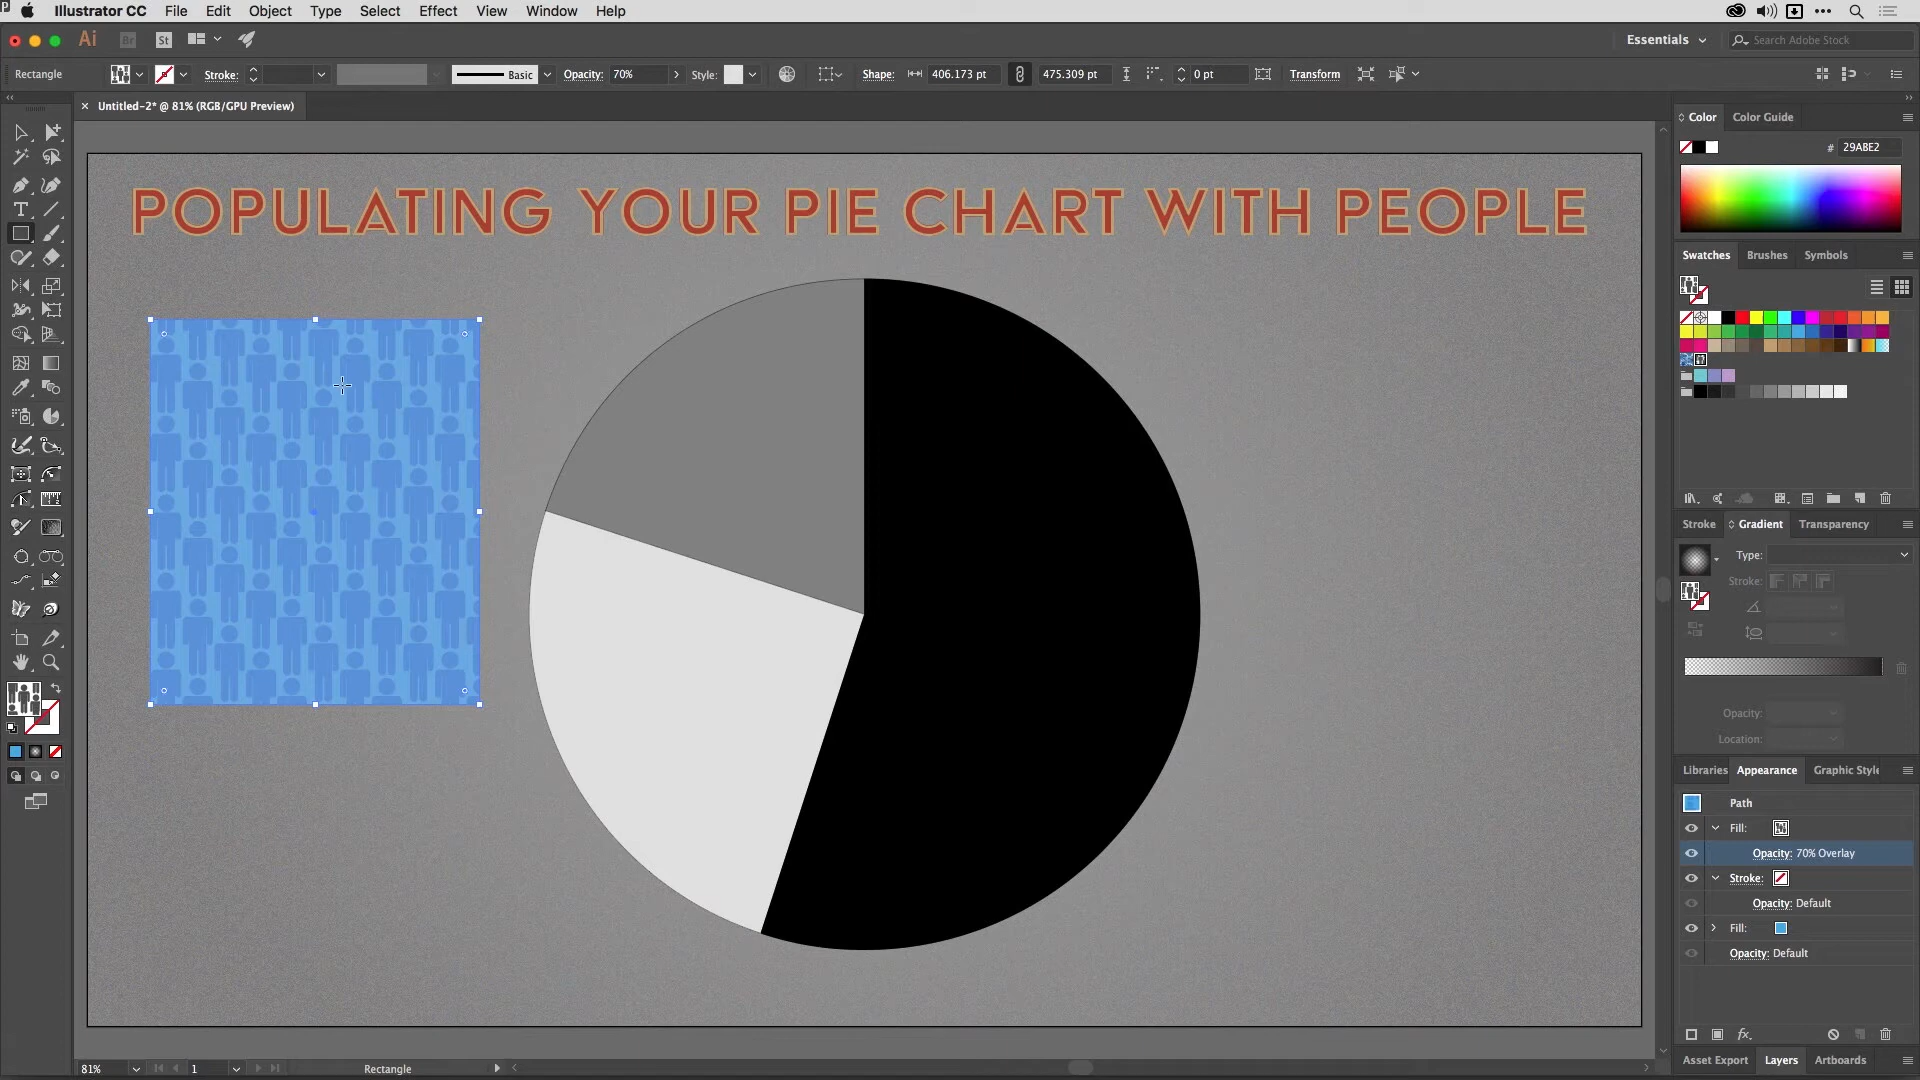 Illustrator CC File Edit Object Type Select Effect View Window Help
Ai Br St Essentials Search Adobe Stock
Rectangle Stroke: Basic Opacity: 70% Style: Shape: 406.173 pt 475.309 pt 0 pt Transform
× Untitled-2* @ 81% (RGB/GPU Preview)
POPULATING YOUR PIE CHART WITH PEOPLE
Color Color Guide
# 29ABE2
Swatches Brushes Symbols
Stroke Gradient Transparency
Type:
Stroke:
Opacity:
Location:
Libraries Appearance Graphic Style
Path
Fill:
Opacity: 70% Overlay
Stroke:
Opacity: Default
Fill:
Opacity: Default
fx
Asset Export Layers Artboards
81% 1 Rectangle